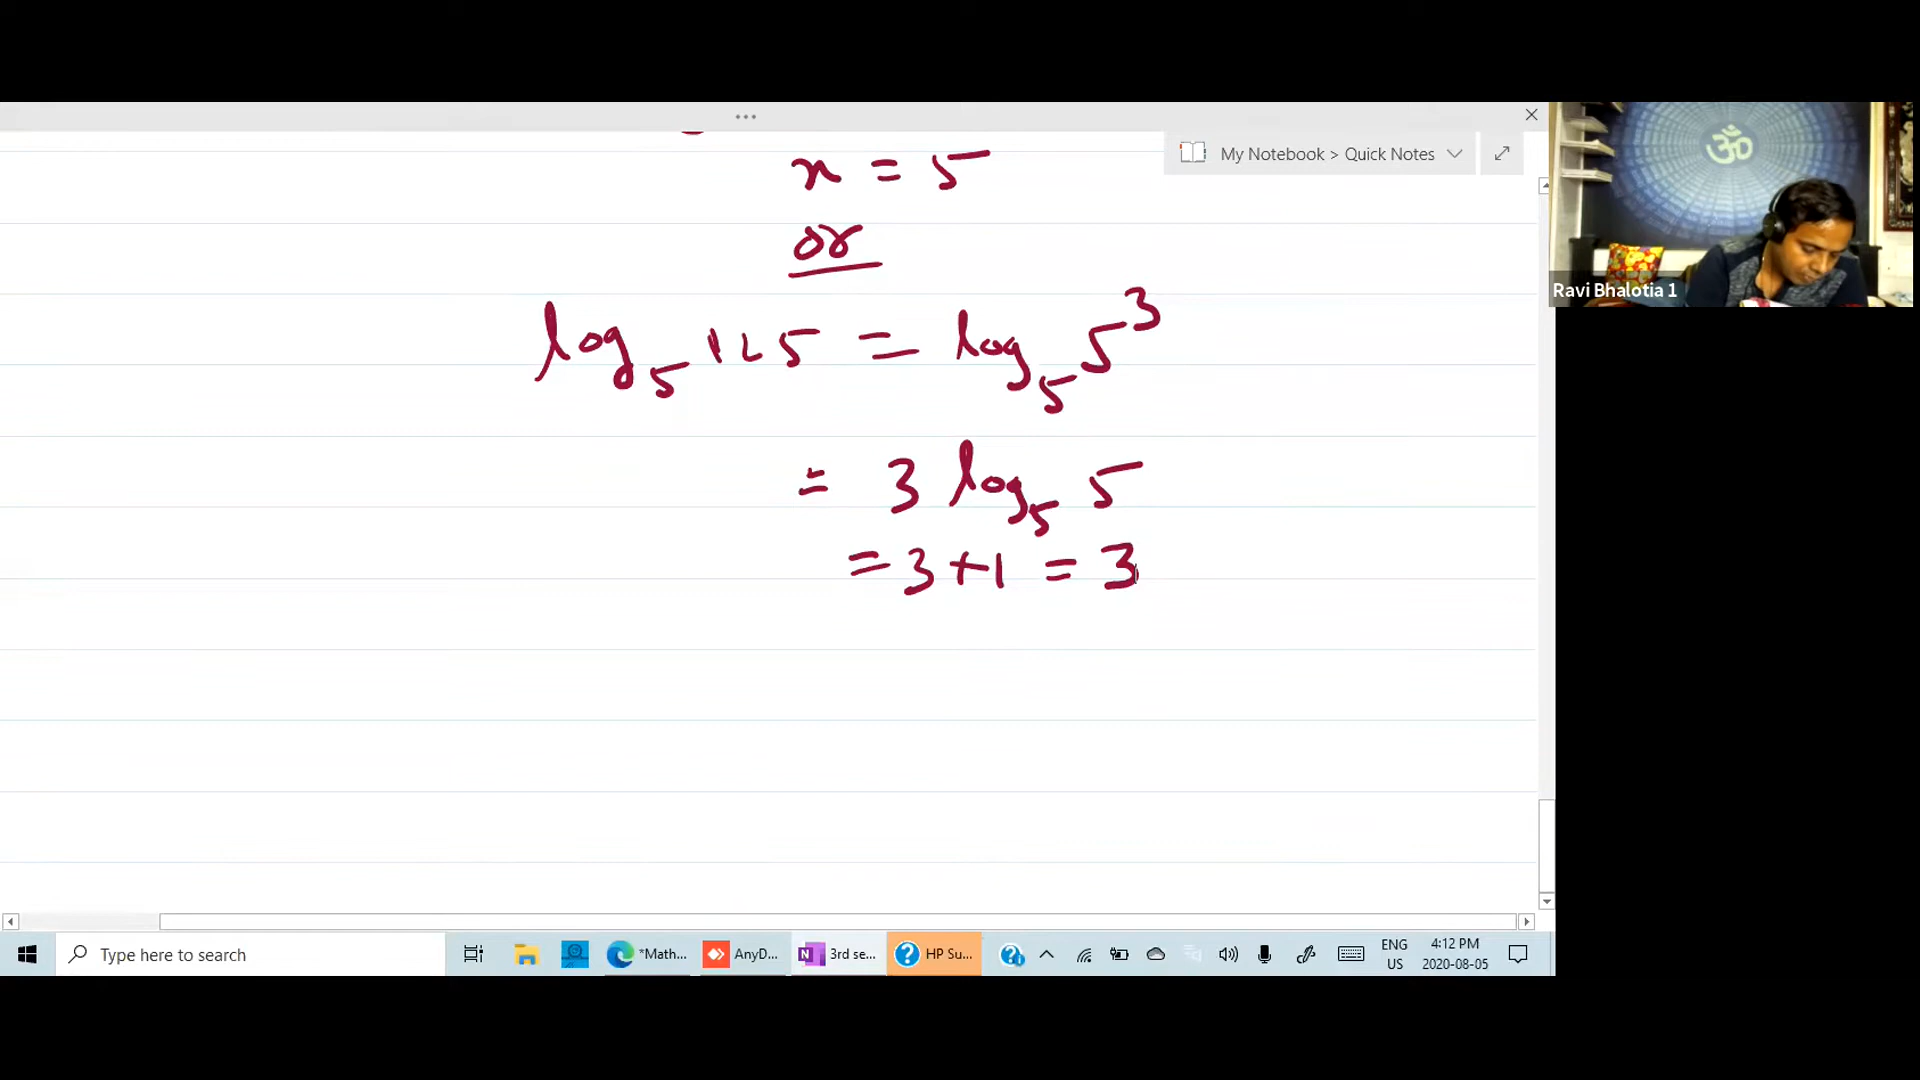 My Notebook > Quick Notes
x = 5
or
log₅ 125 = log₅ 5³
= 3 log₅ 5
= 3+1 = 3
Ravi Bhalotia 1
Type here to search
*Math...
AnyD...
3rd se...
HP Su...
ENG
US
4:12 PM
2020-08-05